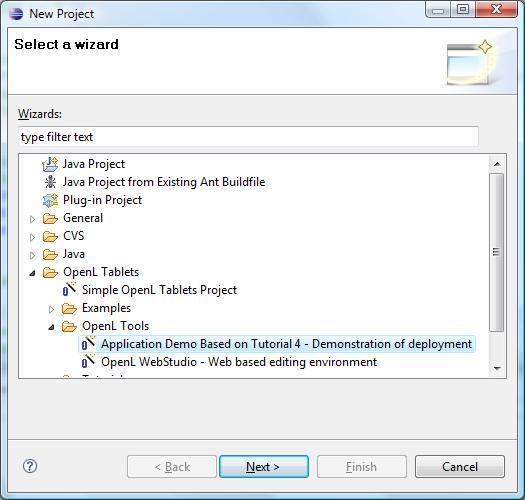 New Project
Select a wizard
Wizards:
type filter text
Java Project
Java Project from Existing Ant Buildfile
Plug-in Project
General
CVS
Java
OpenL Tablets
Simple OpenL Tablets Project
Examples
OpenL Tools
Application Demo Based on Tutorial 4 - Demonstration of deployment
OpenL WebStudio - Web based editing environment
< Back
Next >
Finish
Cancel